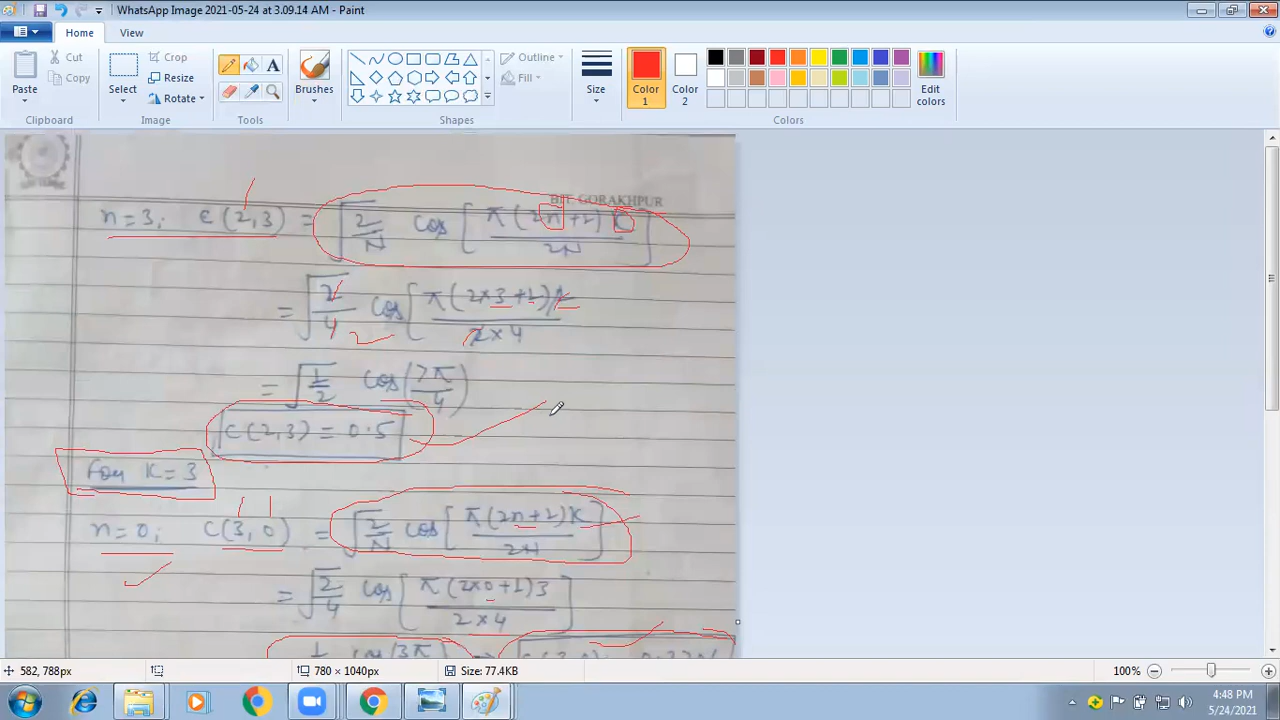 WhatsApp Image 2021-05-24 at 3.09.14 AM - Paint
Home View
Paste
Cut
Copy
Clipboard
Select
Crop
Resize
Rotate
Image
Tools
Brushes
Outline
Fill
Shapes
Size
Color 1
Color 2
Edit colors
Colors
BIT GORAKHPUR
n=3; C(2,3) = √(2/N) cos[π(2n+1)K / 2N]
= √(2/4) cos[π(2×3+1)2 / 2×4]
2
= √(1/2) cos(7π/4)
C(2,3) = 0.5
For K=3
n=0; C(3,0) = √(2/N) cos[π(2n+1)K / 2N]
= √(2/4) cos[π(2×0+1)3 / 2×4]
582, 788px
780 × 1040px
Size: 77.4KB
100%
4:48 PM
5/24/2021